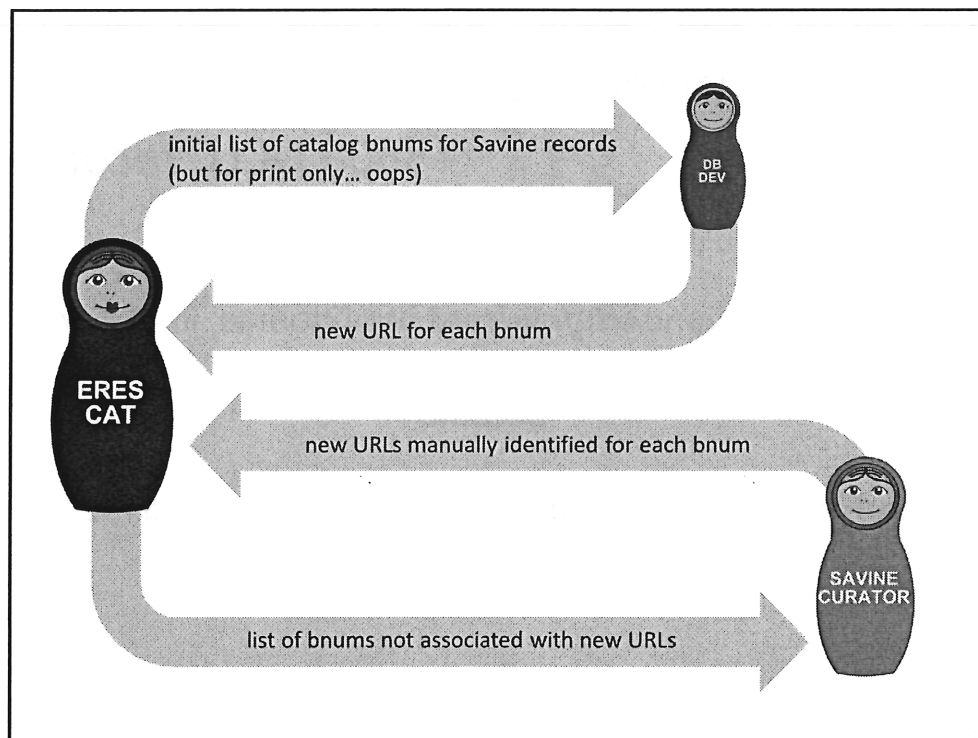 initial list of catalog bnums for Savine records
(but for print only... oops)
DB
DEV
new URL for each bnum
ERES
CAT
new URLs manually identified for each bnum
SAVINE
CURATOR
list of bnums not associated with new URLs